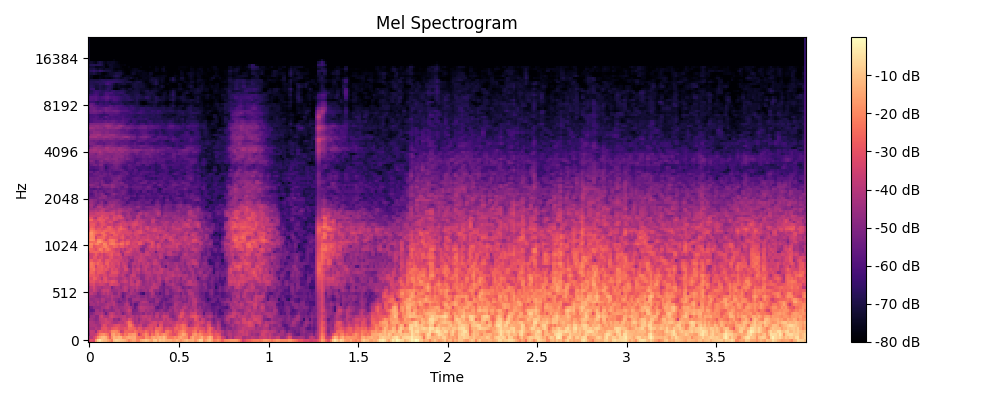 Mel Spectrogram
Hz
16384
8192
4096
2048
1024
512
0
0 0.5 1 1.5 2 2.5 3 3.5
Time
-10 dB
-20 dB
-30 dB
-40 dB
-50 dB
-60 dB
-70 dB
-80 dB